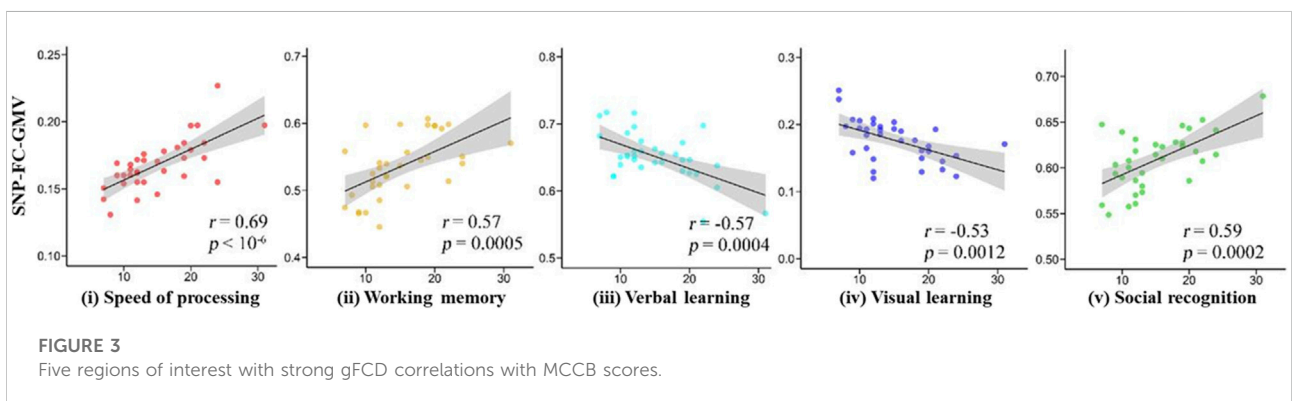 SNP-FC-GMV
0.25
0.20
0.15
0.10
10 20 30
r = 0.69
p < 10-6
(i) Speed of processing
0.7
0.6
0.5
0.4
10 20 30
r = 0.57
p = 0.0005
(ii) Working memory
0.8
0.7
0.6
0.5
10 20 30
r = -0.57
p = 0.0004
(iii) Verbal learning
0.3
0.2
0.1
0.0
10 20 30
r = -0.53
p = 0.0012
(iv) Visual learning
0.70
0.65
0.60
0.55
0.50
10 20 30
r = 0.59
p = 0.0002
(v) Social recognition
FIGURE 3
Five regions of interest with strong gFCD correlations with MCCB scores.